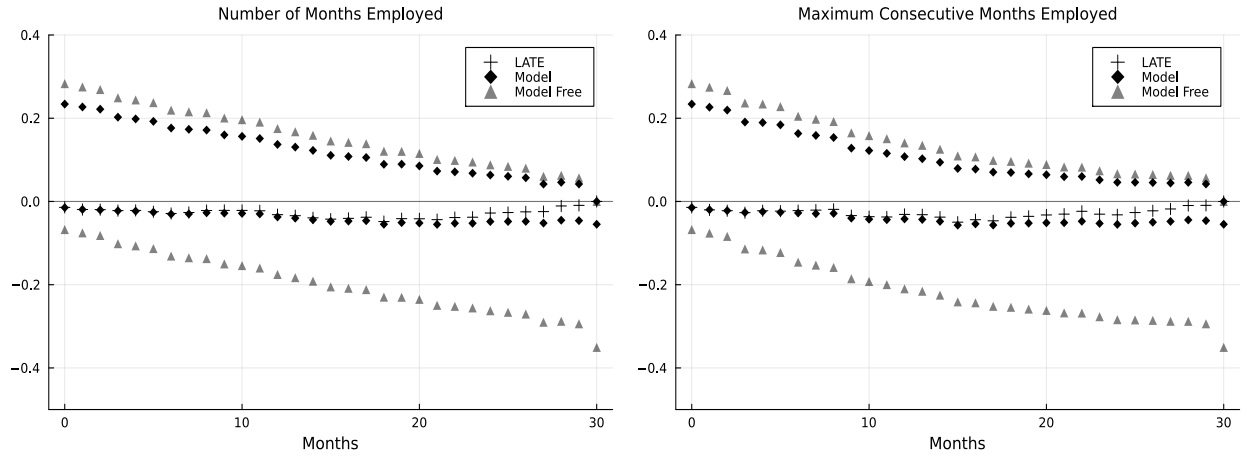 Number of Months Employed
0.4
0.2
0.0
−0.2
−0.4
LATE
Model
Model Free
0
10
20
30
Months
Maximum Consecutive Months Employed
0.4
0.2
0.0
−0.2
−0.4
LATE
Model
Model Free
0
10
20
30
Months